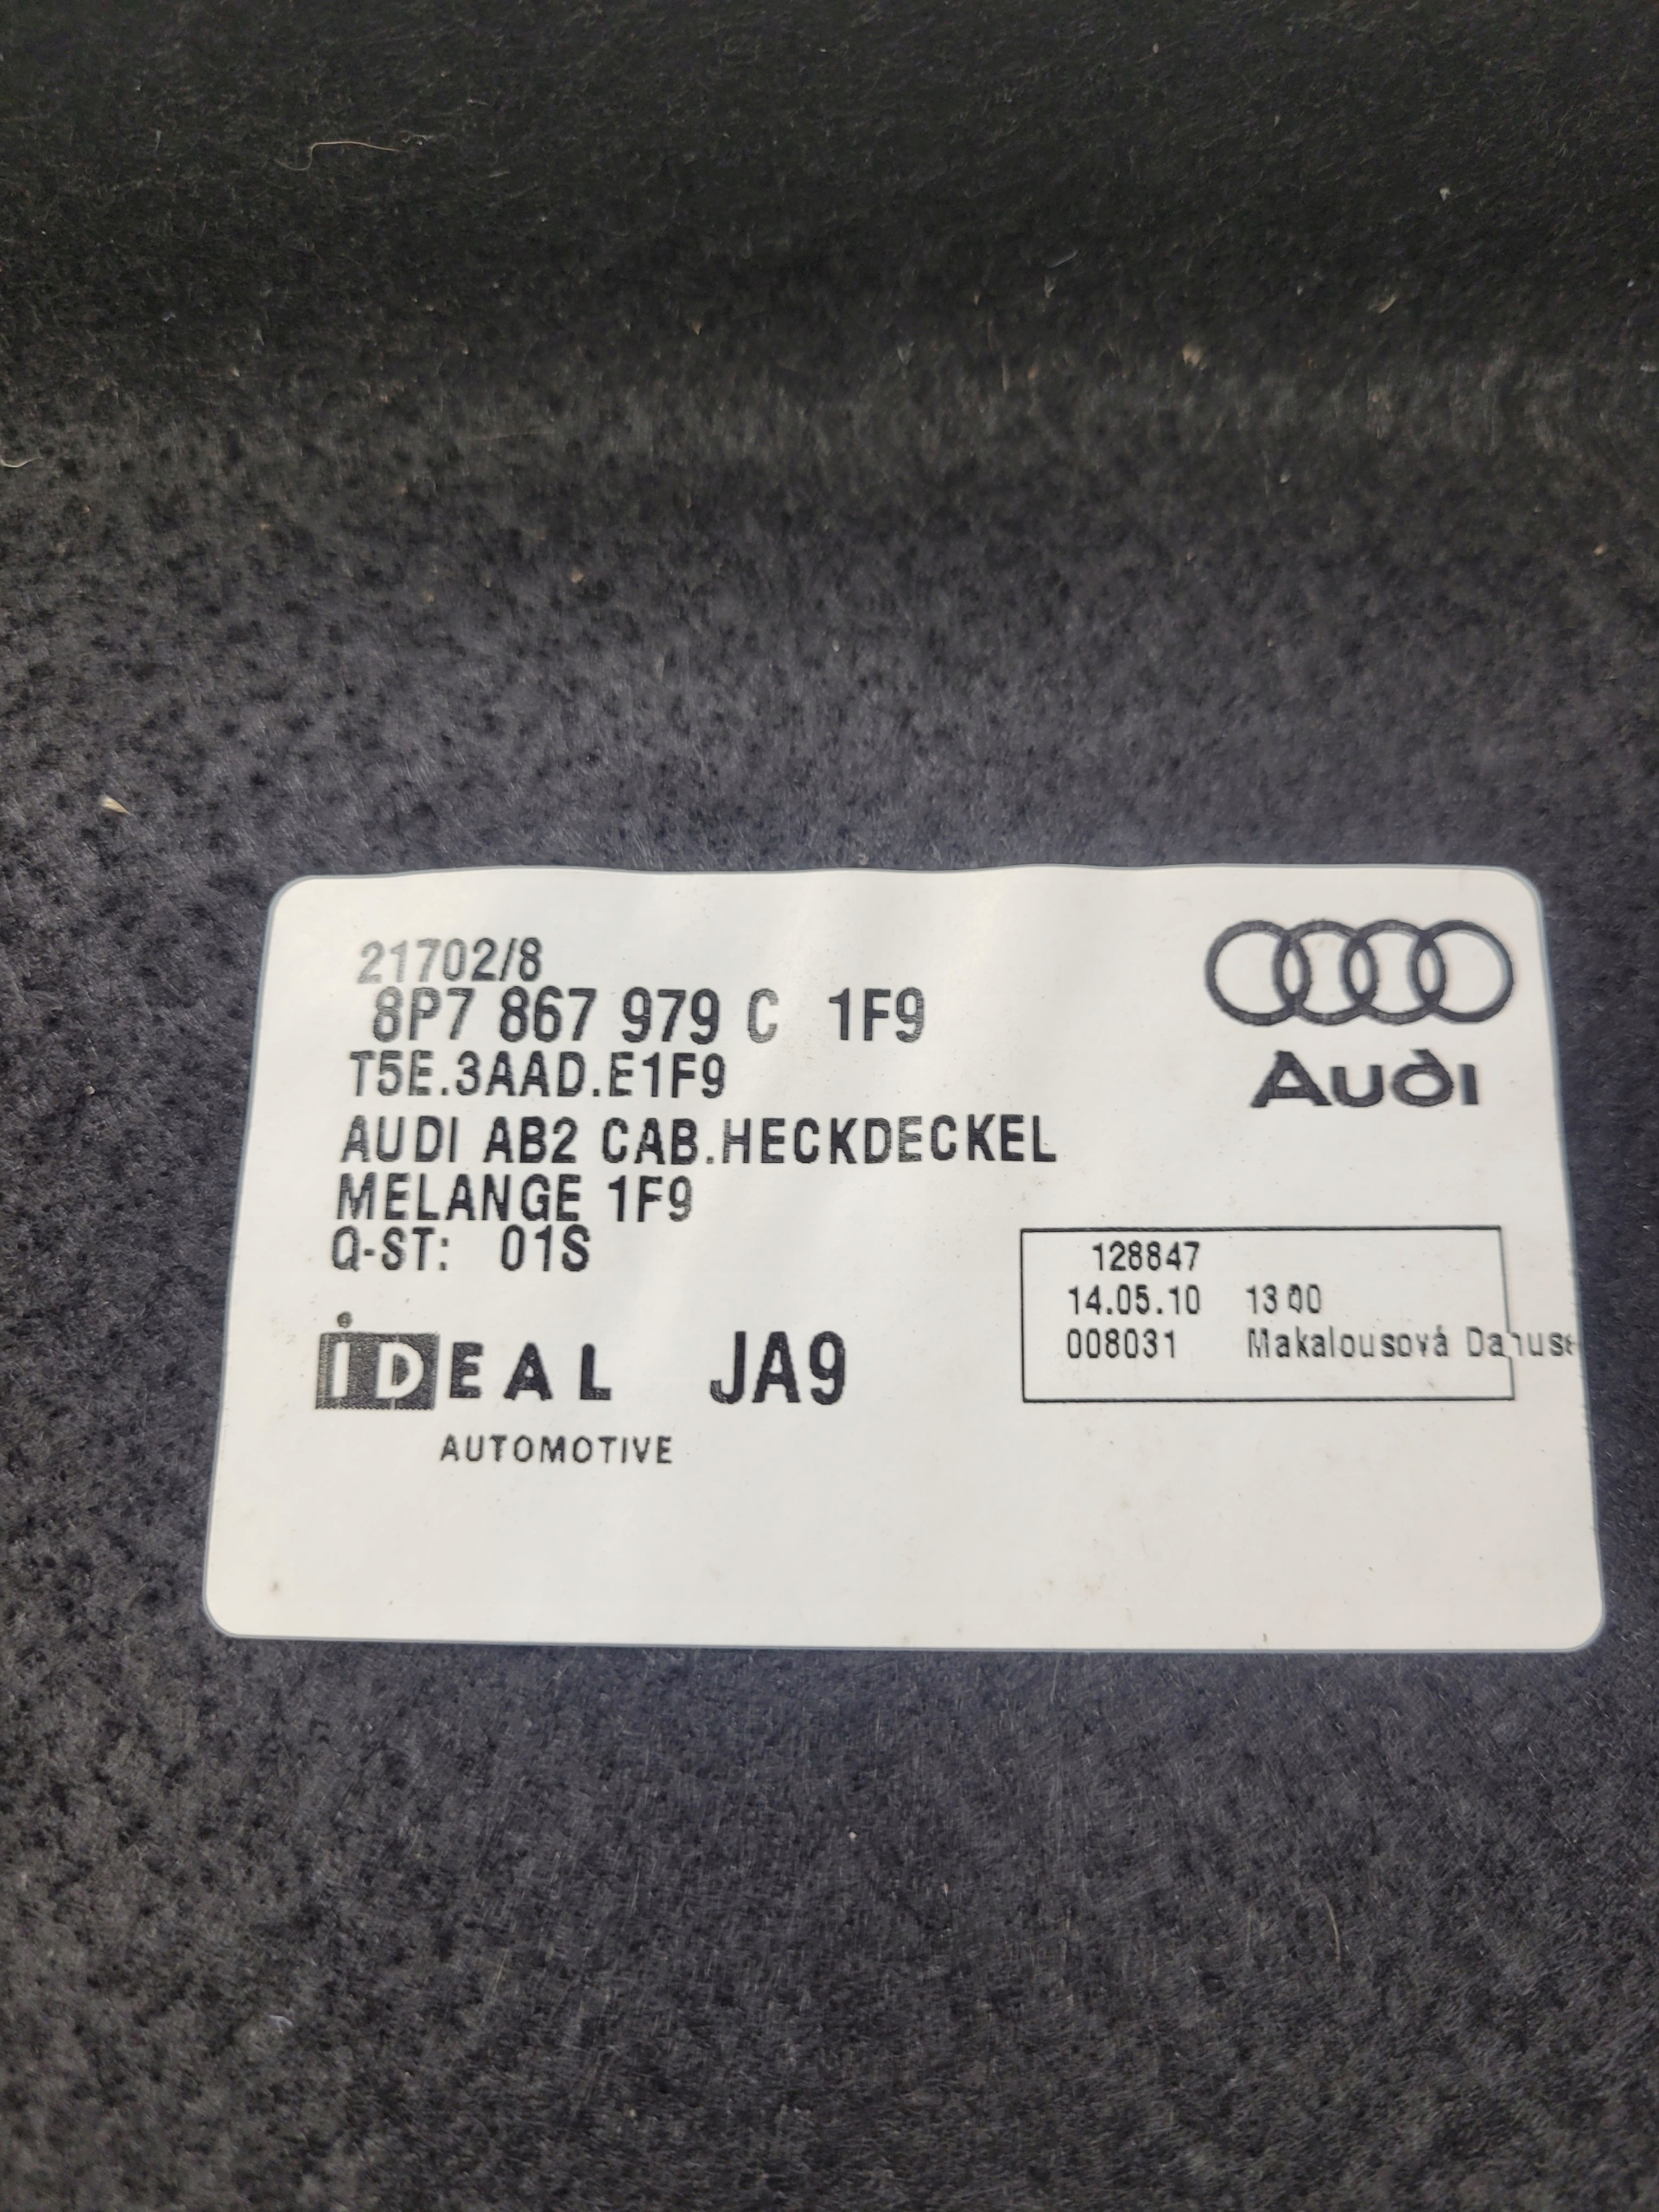 21702/8
8P7 867 979 C 1F9
T5E.3AAD.E1F9
AUDI AB2 CAB.HECKDECKEL
MELANGE 1F9
Q-ST: 01S
Audi
128847
14.05.10 13 00
008031 Makalousová
iDEAL JA9
AUTOMOTIVE